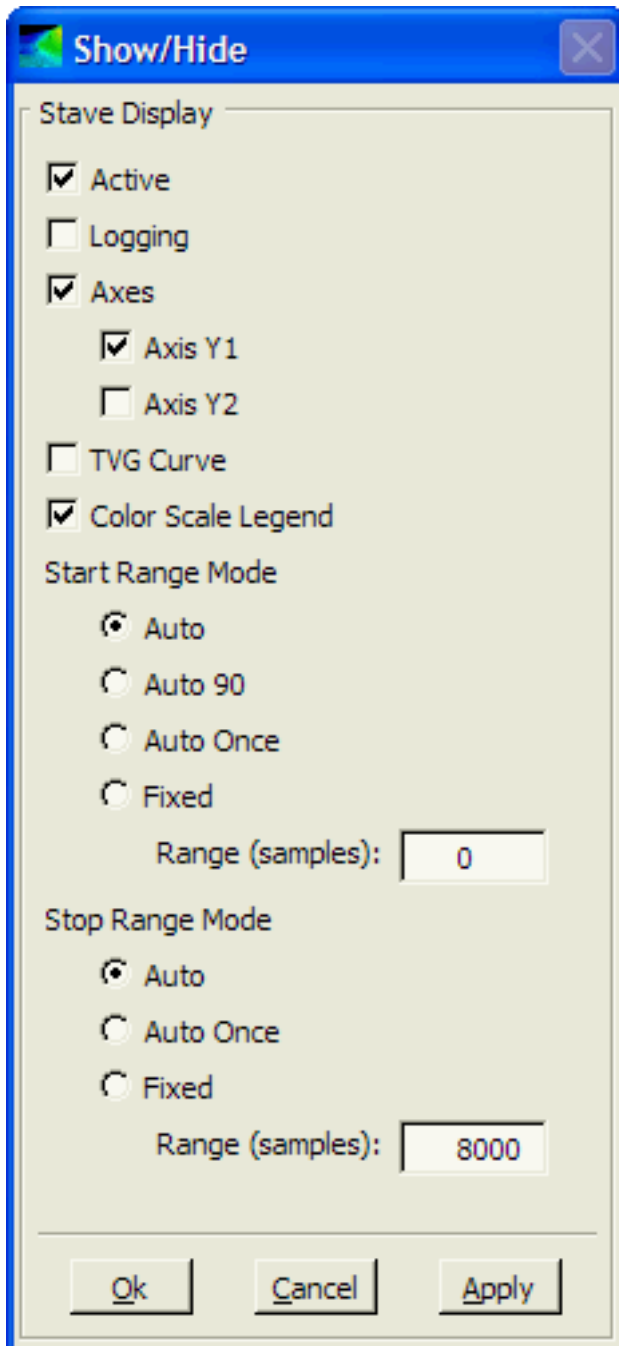 Show/Hide
Stave Display
Active
Logging
Axes
Axis Y1
Axis Y2
TVG Curve
Color Scale Legend
Start Range Mode
Auto
Auto 90
Auto Once
Fixed
Range (samples): 0
Stop Range Mode
Auto
Auto Once
Fixed
Range (samples): 8000
Ok Cancel Apply